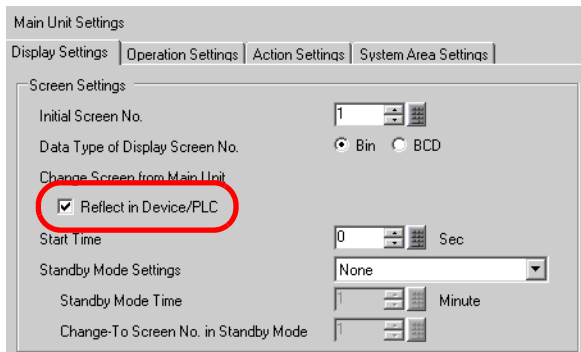 Main Unit Settings
Display Settings Operation Settings Action Settings System Area Settings
Screen Settings
Initial Screen No. 1
Data Type of Display Screen No. Bin BCD
Change Screen from Main Unit
Reflect in Device/PLC
Start Time 0 Sec
Standby Mode Settings None
Standby Mode Time 1 Minute
Change-To Screen No. in Standby Mode 1